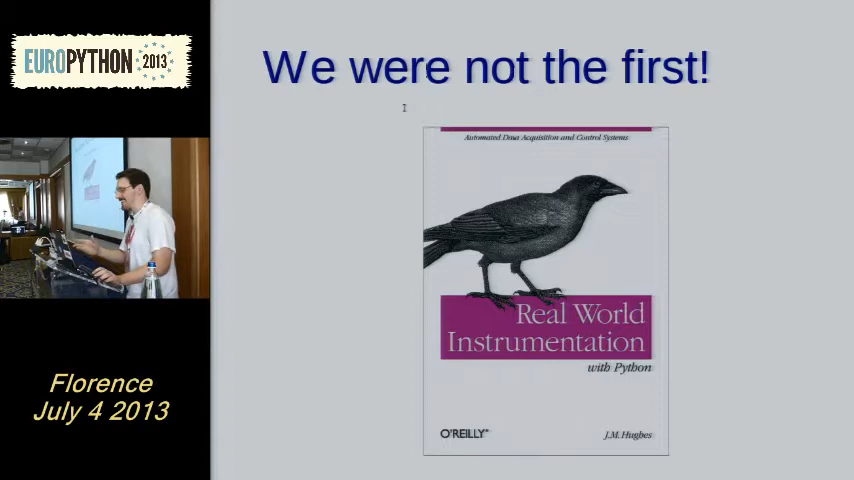 EUROPYTHON 2013
We were not the first!
Automated Data Acquisition and Control Systems
Real World
Instrumentation
with Python
O'REILLY®
J.M. Hughes
Florence
July 4 2013